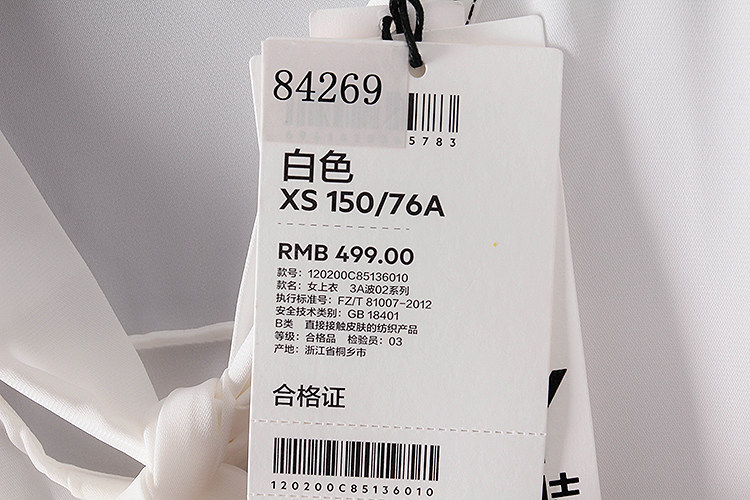 84269
5783
白色
XS 150/76A
RMB 499.00
款号：120200C85136010
款名：女上衣 3A波02系列
执行标准号：FZ/T 81007-2012
安全技术类别：GB 18401
B类 直接接触皮肤的纺织产品
等级：合格品 检验员：03
产地：浙江省桐乡市
合格证
120200C85136010